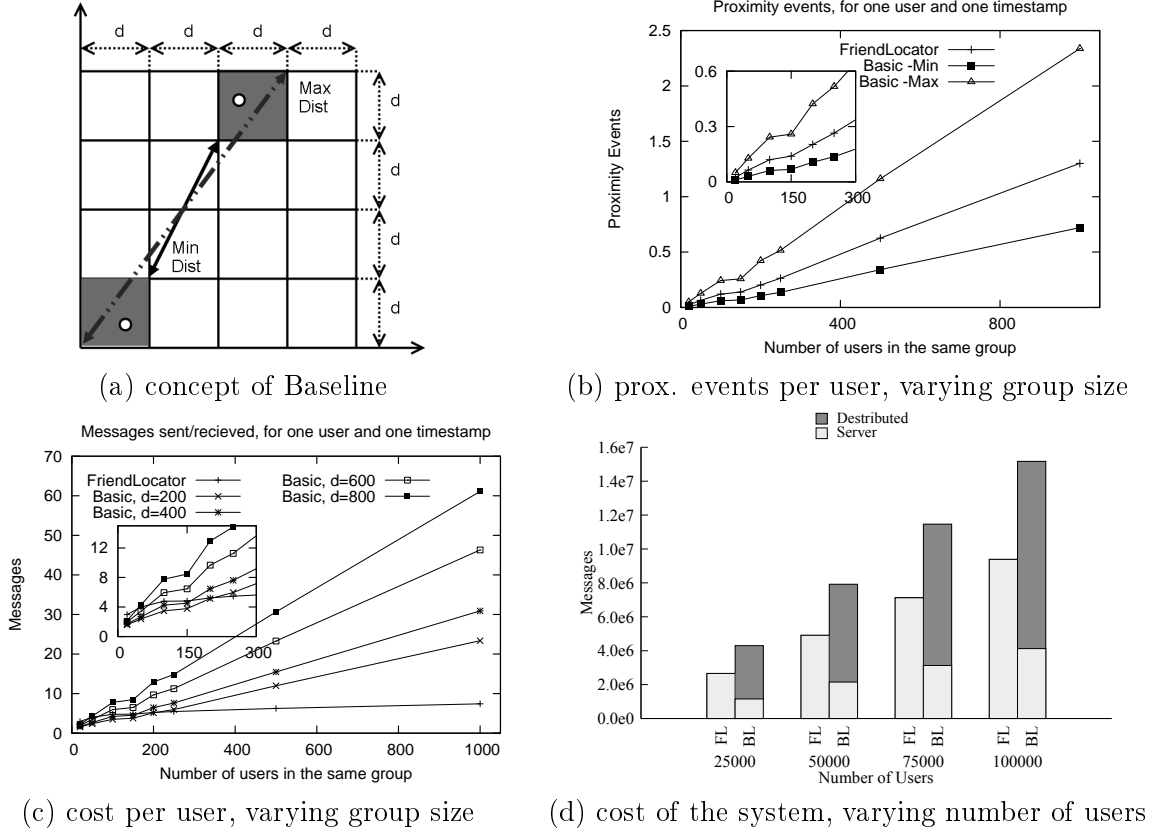 d d d d
Max
Dist
d
d
d
d
Min
Dist
(a) concept of Baseline
Proximity events, for one user and one timestamp
FriendLocator
Basic -Min
Basic -Max
Proximity Events
2.5
2
1.5
1
0.5
0
0.6
0.3
0
0 150 300
0 400 800
Number of users in the same group
(b) prox. events per user, varying group size
Messages sent/recieved, for one user and one timestamp
FriendLocator
Basic, d=200
Basic, d=400
Basic, d=600
Basic, d=800
Messages
70
60
50
40
30
20
10
0
12
8
4
0
0 150 300
0 200 400 600 800 1000
Number of users in the same group
(c) cost per user, varying group size
Destributed
Server
Messages
1.6e7
1.4e7
1.2e7
1.0e7
8.0e6
6.0e6
4.0e6
2.0e6
0.0e0
FL BL FL BL FL BL FL BL
25000 50000 75000 100000
Number of Users
(d) cost of the system, varying number of users